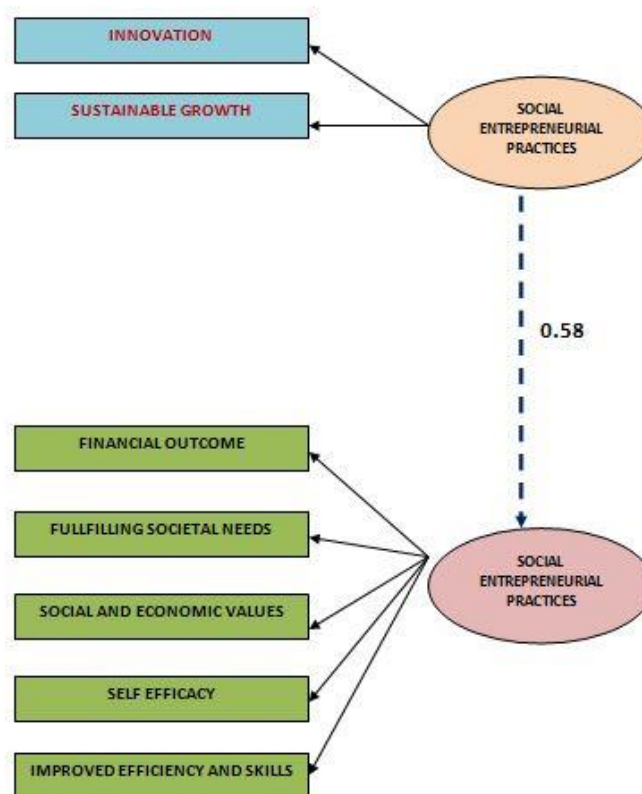 INNOVATION
SUSTAINABLE GROWTH
SOCIAL
ENTREPRENEURIAL
PRACTICES
0.58
FINANCIAL OUTCOME
FULLFILLING SOCIETAL NEEDS
SOCIAL AND ECONOMIC VALUES
SELF EFFICACY
IMPROVED EFFICIENCY AND SKILLS
SOCIAL
ENTREPRENEURIAL
PRACTICES